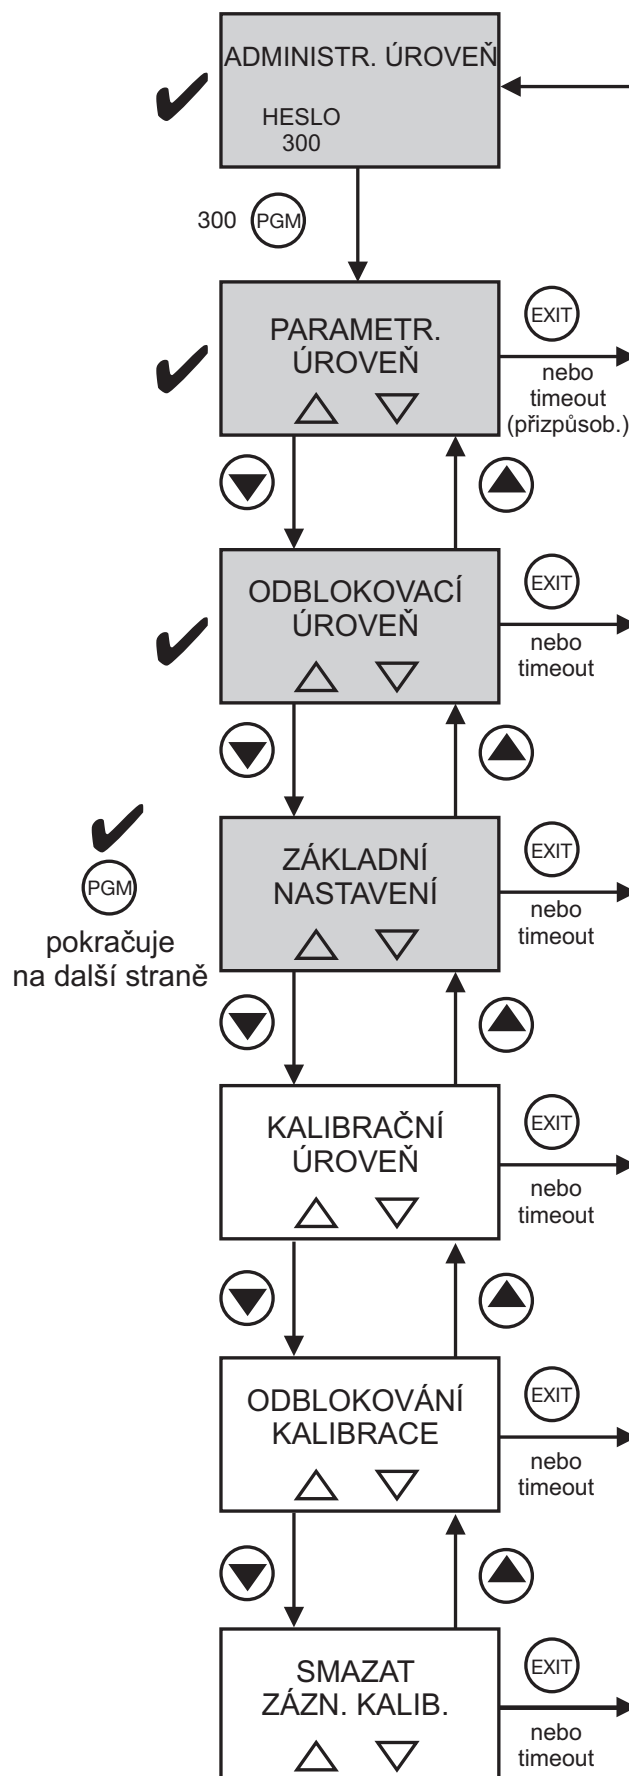 ADMINISTR. ÚROVEŇ
HESLO
300
300 PGM
PARAMETR.
ÚROVEŇ
EXIT
nebo
timeout
(přizpůsob.)
ODBLOKOVACÍ
ÚROVEŇ
EXIT
nebo
timeout
PGM
pokračuje
na další straně
ZÁKLADNÍ
NASTAVENÍ
EXIT
nebo
timeout
KALIBRAČNÍ
ÚROVEŇ
EXIT
nebo
timeout
ODBLOKOVÁNÍ
KALIBRACE
EXIT
nebo
timeout
SMAZAT
ZÁZN. KALIB.
EXIT
nebo
timeout